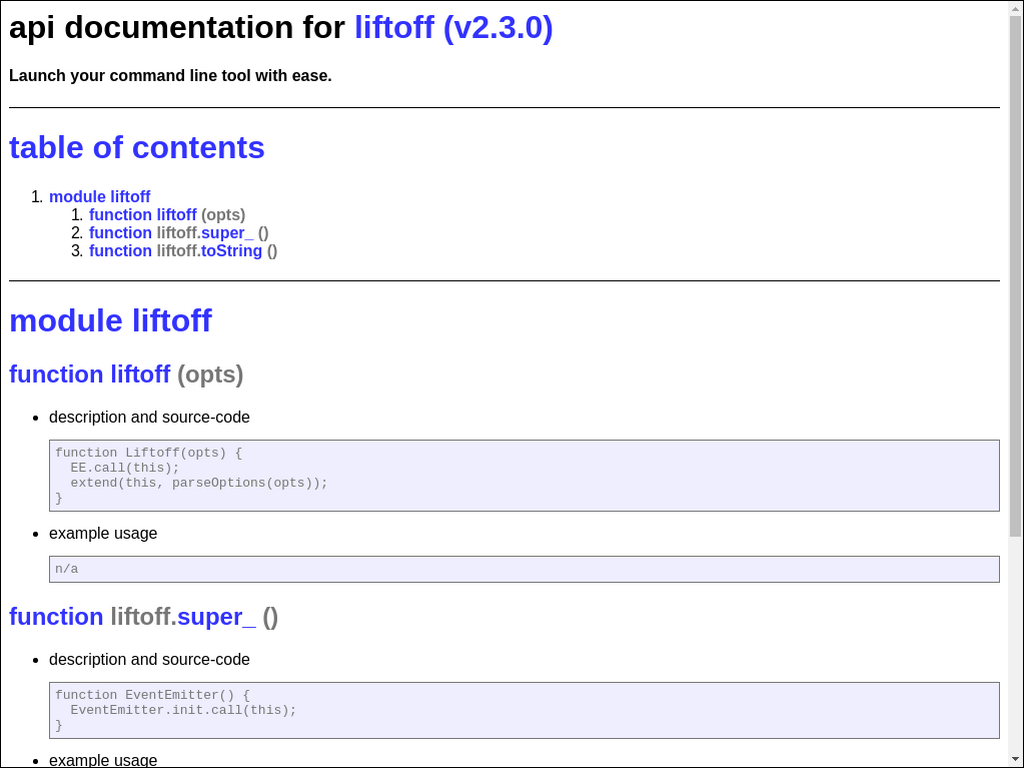 api documentation for liftoff (v2.3.0)
Launch your command line tool with ease.
table of contents
1. module liftoff
1. function liftoff (opts)
2. function liftoff.super_ ()
3. function liftoff.toString ()
module liftoff
function liftoff (opts)
• description and source-code
function Liftoff(opts) {
  EE.call(this);
  extend(this, parseOptions(opts));
}
• example usage
n/a
function liftoff.super_ ()
• description and source-code
function EventEmitter() {
  EventEmitter.init.call(this);
}
• example usage